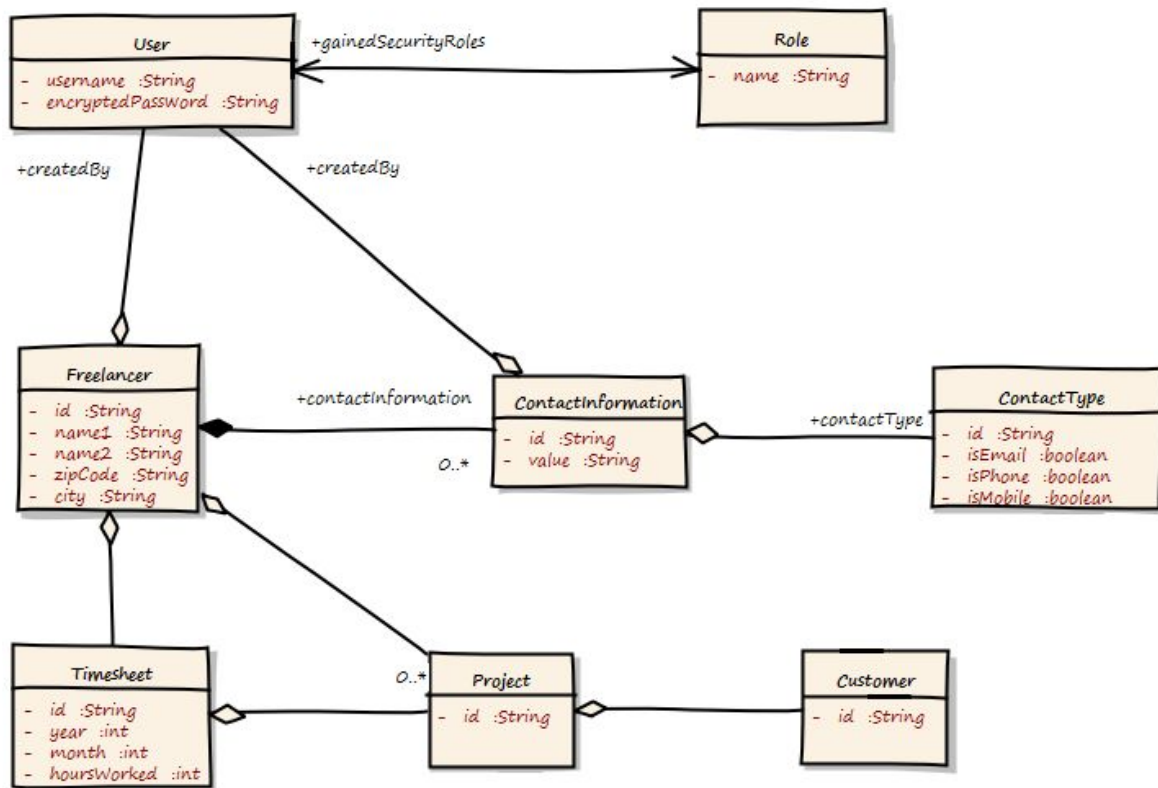 User
- username :String
- encryptedPassword :String
+gainedSecurityRoles
Role
- name :String
+createdBy
+createdBy
Freelancer
- id :String
- name1 :String
- name2 :String
- zipCode :String
- city :String
+contactInformation
0..*
ContactInformation
- id :String
- value :String
+contactType
ContactType
- id :String
- isEmail :boolean
- isPhone :boolean
- isMobile :boolean
Timesheet
- id :String
- year :int
- month :int
- hoursWorked :int
0..*
Project
- id :String
Customer
- id :String